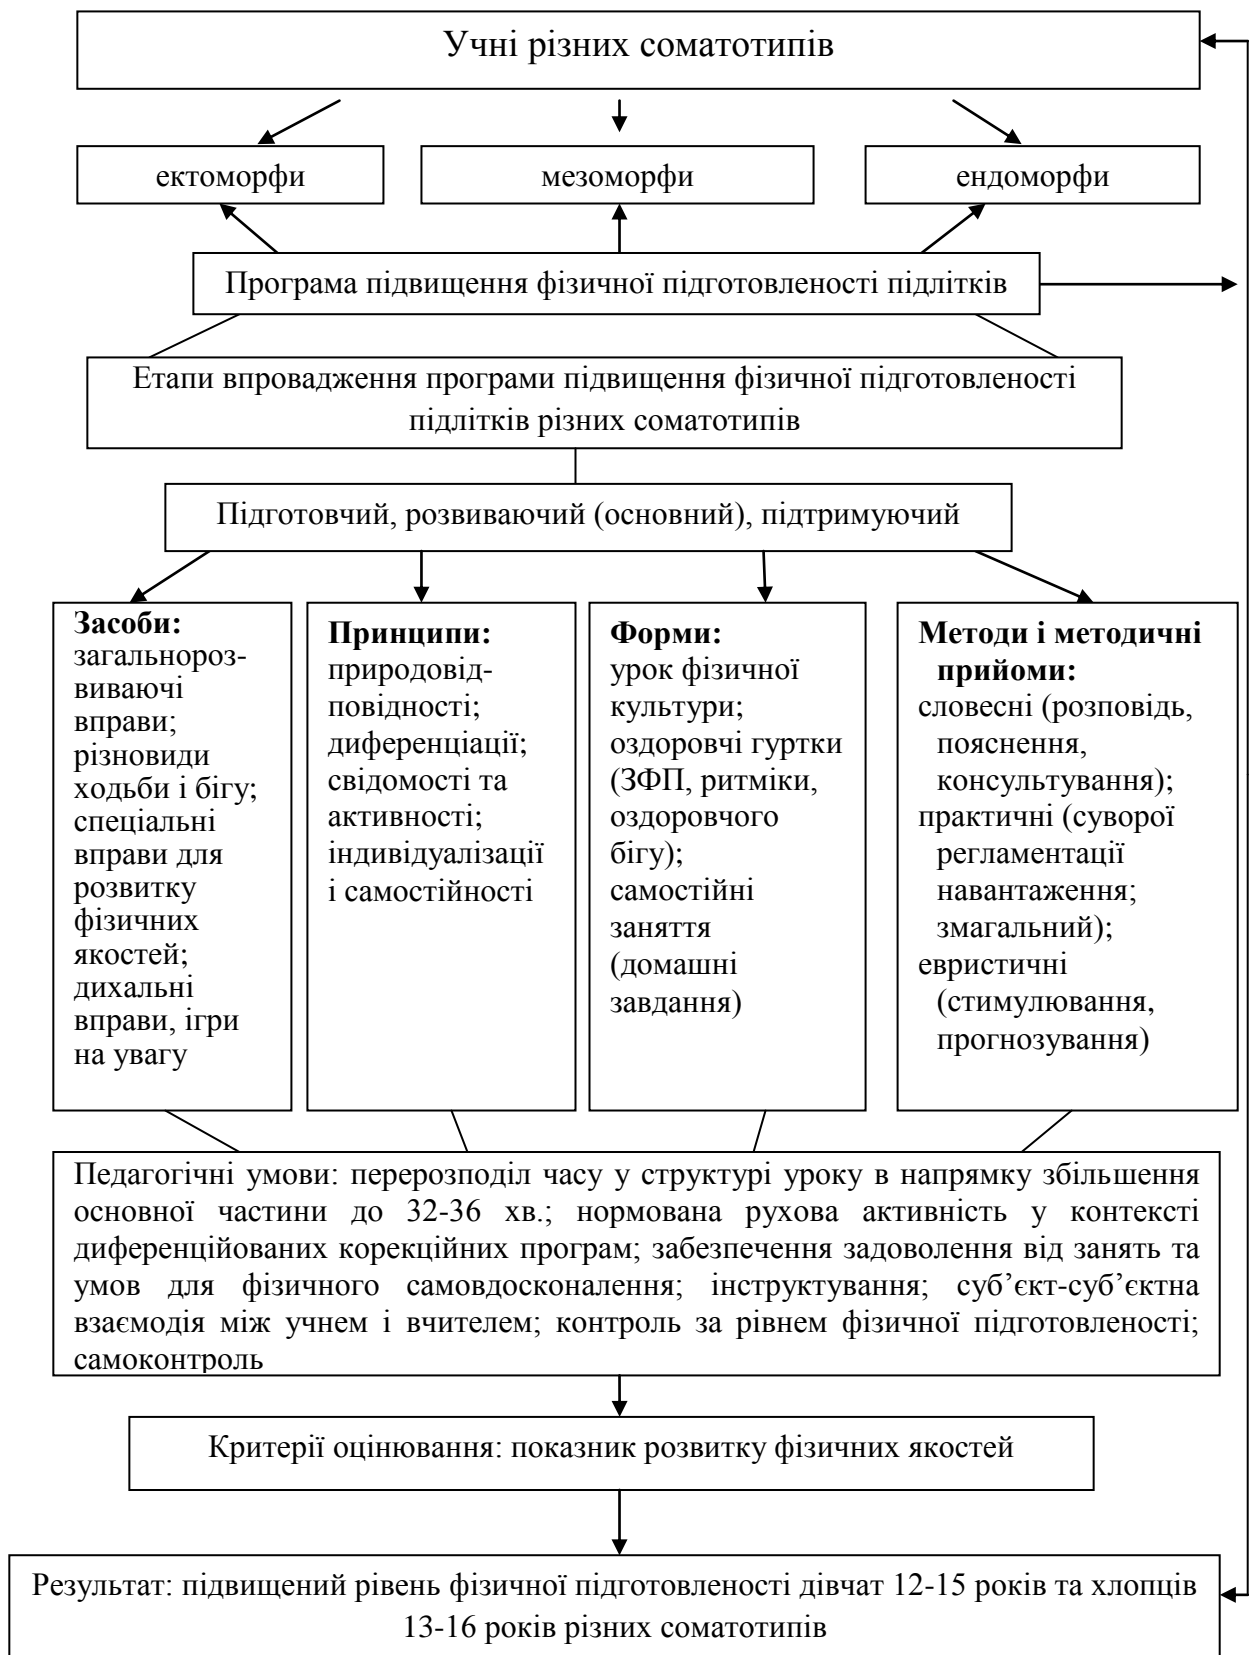 Учні різних соматотипів
ектоморфи
мезоморфи
ендоморфи
Програма підвищення фізичної підготовленості підлітків
Етапи впровадження програми підвищення фізичної підготовленості
підлітків різних соматотипів
Підготовчий, розвиваючий (основний), підтримуючий
Засоби:
загальнороз-
виваючі
вправи;
різновиди
ходьби і бігу;
спеціальні
вправи для
розвитку
фізичних
якостей;
дихальні
вправи, ігри
на увагу
Принципи:
природовід-
повідності;
диференціації;
свідомості та
активності;
індивідуалізації
і самостійності
Форми:
урок фізичної
культури;
оздоровчі гуртки
(ЗФП, ритміки,
оздоровчого
бігу);
самостійні
заняття
(домашні
завдання)
Методи і методичні
прийоми:
словесні (розповідь,
пояснення,
консультування);
практичні (суворої
регламентації
навантаження;
змагальний);
евристичні
(стимулювання,
прогнозування)
Педагогічні умови: перерозподіл часу у структурі уроку в напрямку збільшення
основної частини до 32-36 хв.; нормована рухова активність у контексті
диференційованих корекційних програм; забезпечення задоволення від занять та
умов для фізичного самовдосконалення; інструктування; суб’єкт-суб’єктна
взаємодія між учнем і вчителем; контроль за рівнем фізичної підготовленості;
самоконтроль
Критерії оцінювання: показник розвитку фізичних якостей
Результат: підвищений рівень фізичної підготовленості дівчат 12-15 років та хлопців
13-16 років різних соматотипів